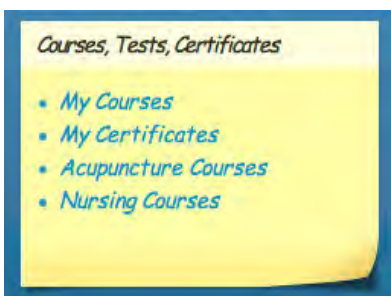 Courses, Tests, Certificates
• My Courses
• My Certificates
• Acupuncture Courses
• Nursing Courses